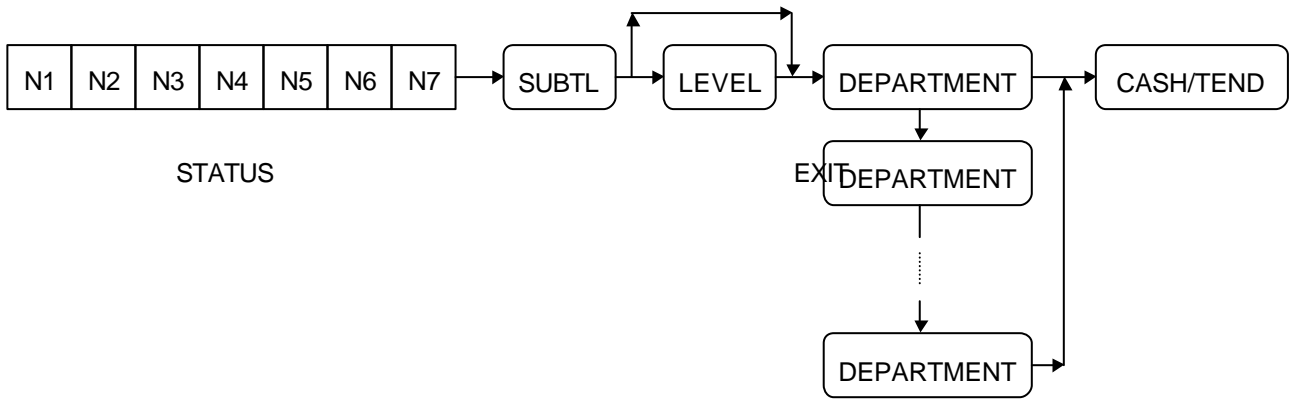 N1 N2 N3 N4 N5 N6 N7 SUBTL LEVEL DEPARTMENT CASH/TEND
STATUS EXIT DEPARTMENT
DEPARTMENT